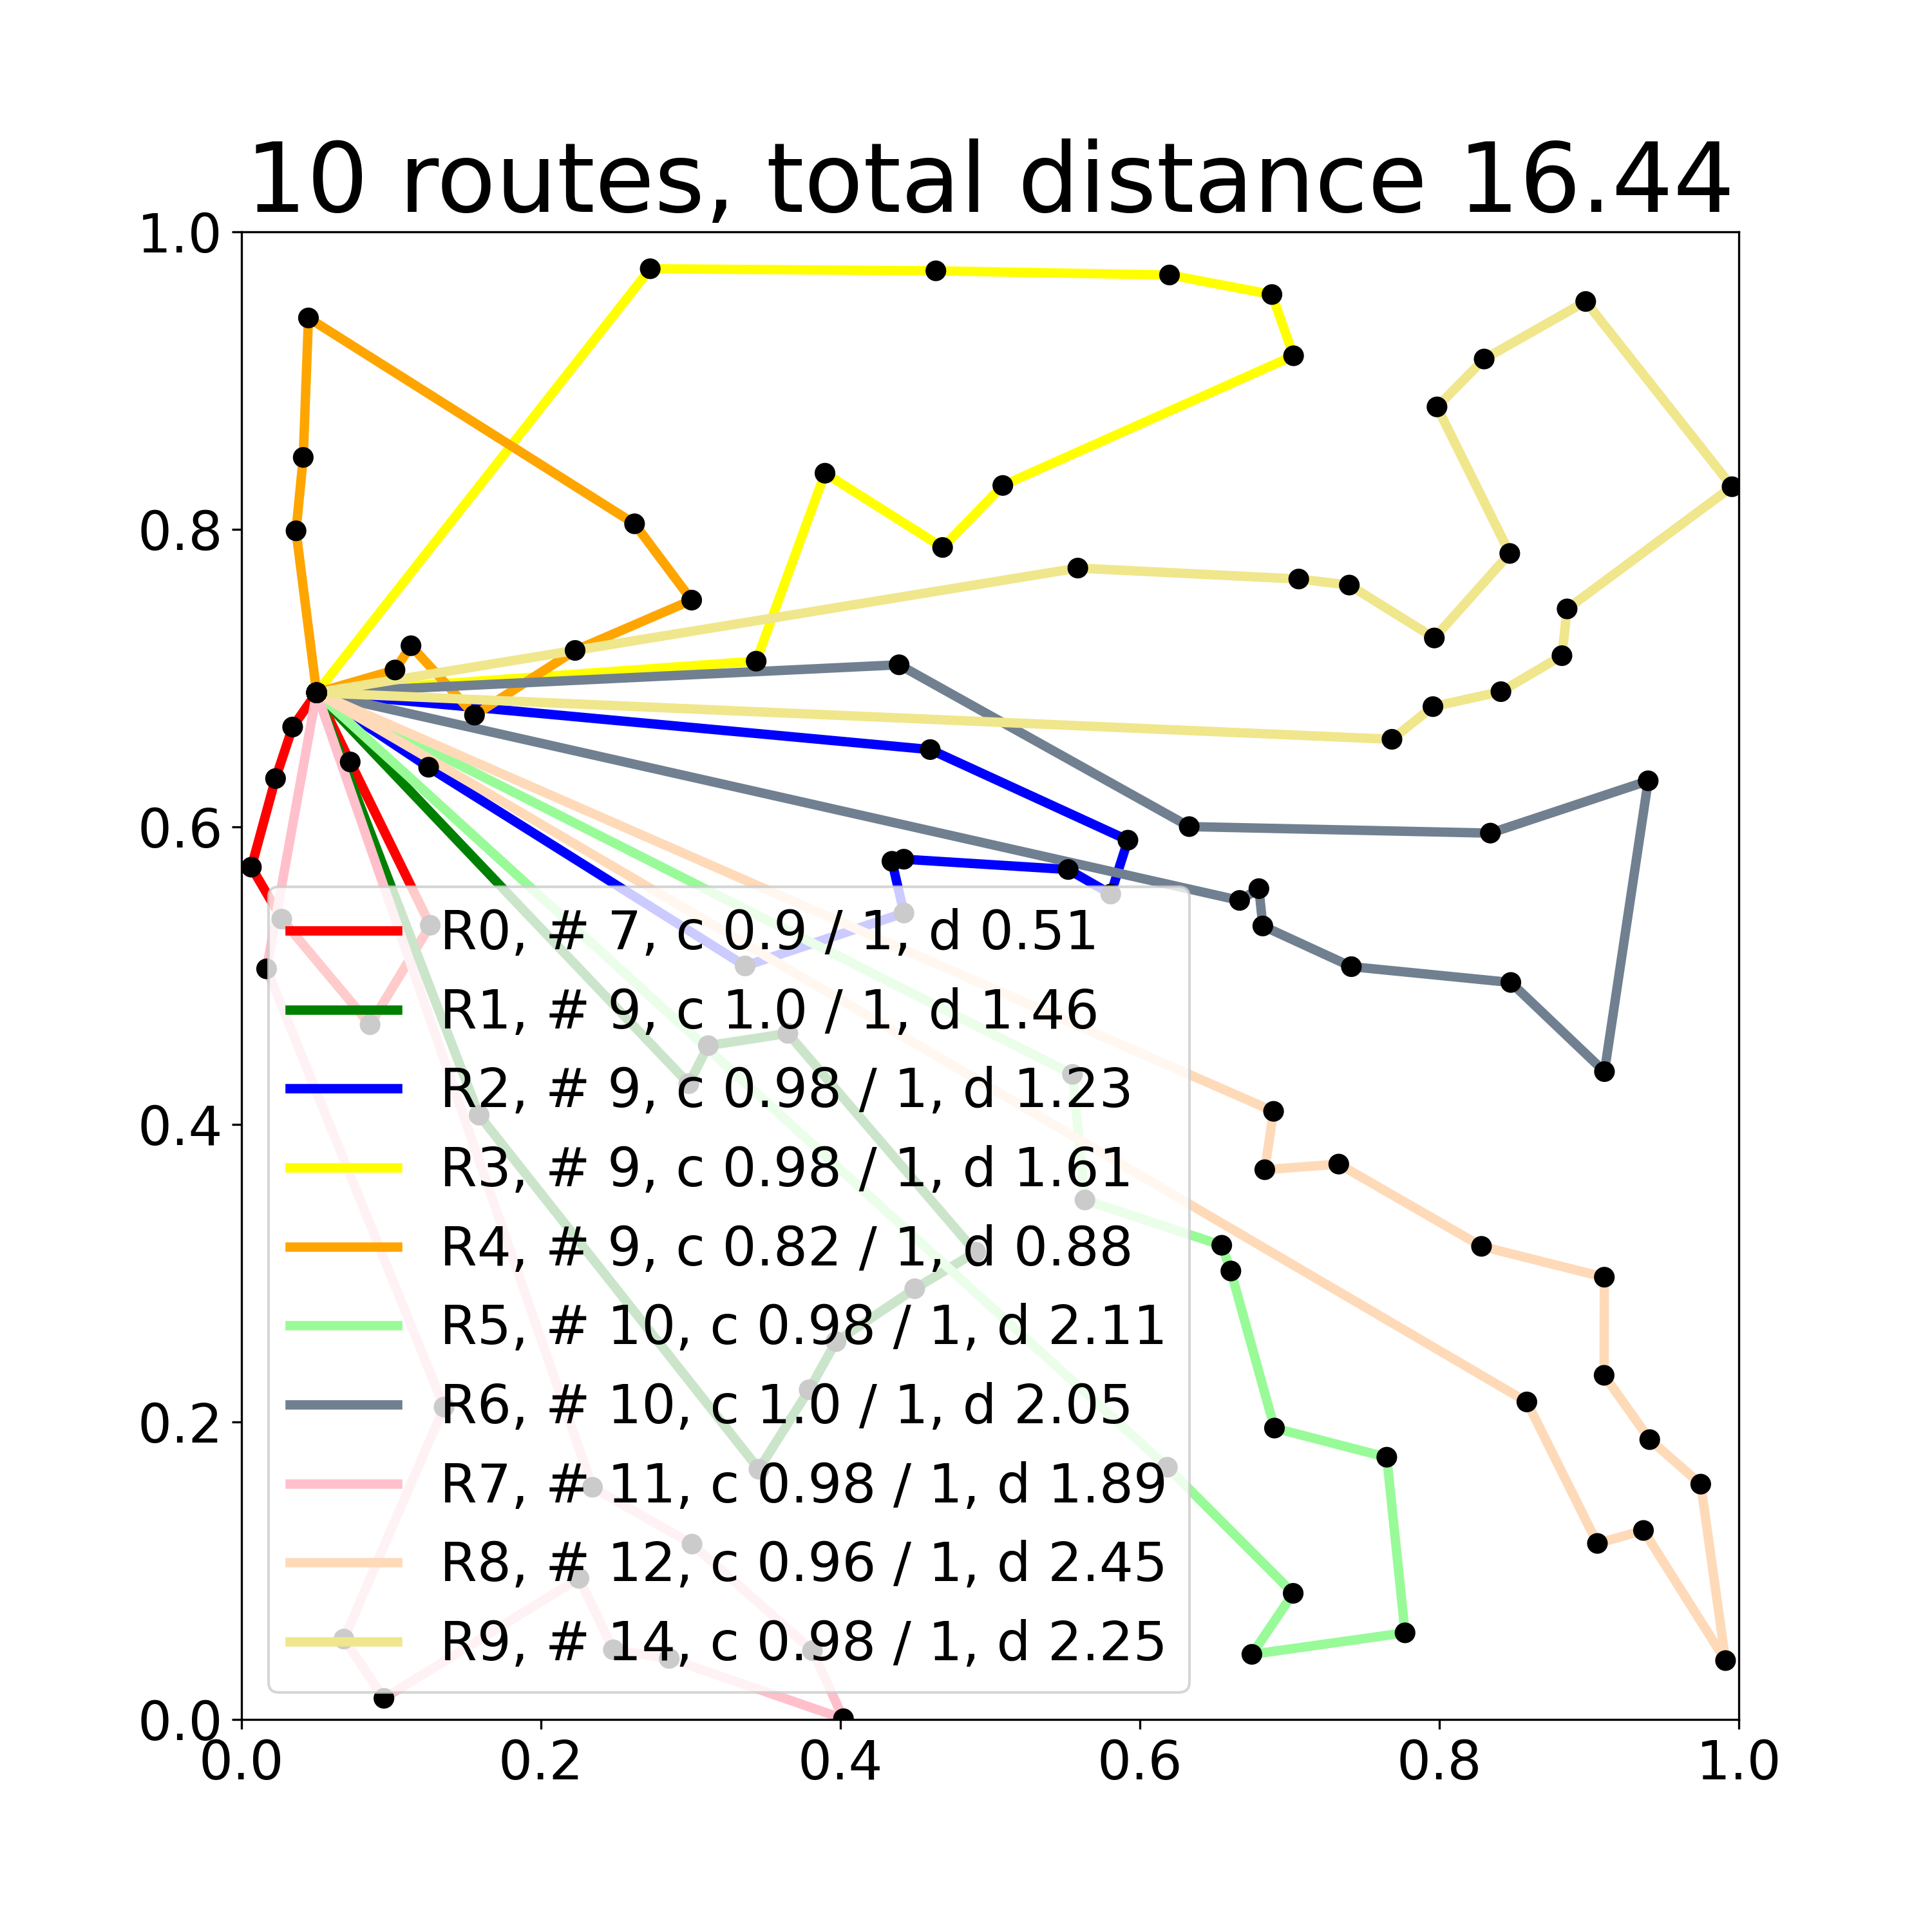 10 routes, total distance 16.44
1.0
0.8
0.6
0.4
0.2
0.0
R0, # 7, c 0.9 / 1, d 0.51
R1, # 9, c 1.0 / 1, d 1.46
R2, # 9, c 0.98 / 1, d 1.23
R3, # 9, c 0.98 / 1, d 1.61
R4, # 9, c 0.82 / 1, d 0.88
R5, # 10, c 0.98 / 1, d 2.11
R6, # 10, c 1.0 / 1, d 2.05
R7, # 11, c 0.98 / 1, d 1.89
R8, # 12, c 0.96 / 1, d 2.45
R9, # 14, c 0.98 / 1, d 2.25
0.0 0.2 0.4 0.6 0.8 1.0